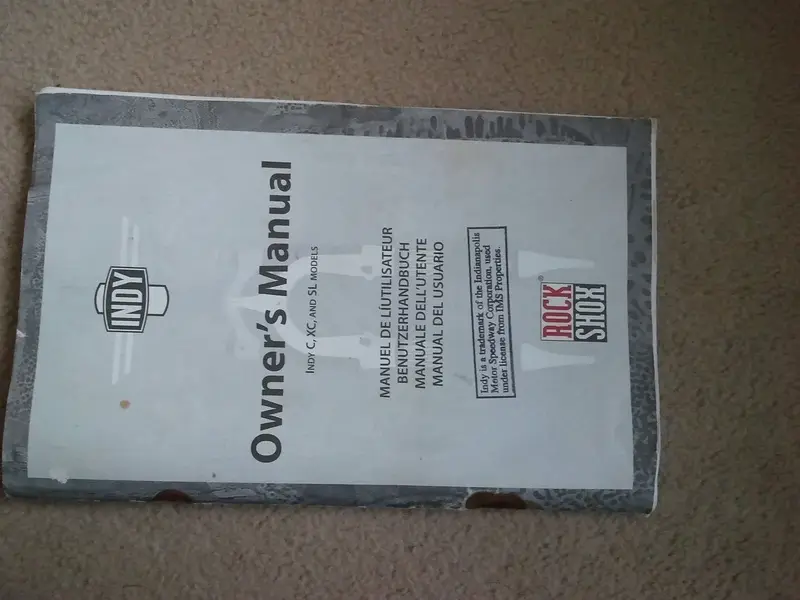 INDY
Owner's Manual
INDY C, XC, AND SL MODELS
MANUEL DE LIUTILISATEUR
BENUTZERHANDBUCH
MANUALE DELL'UTENTE
MANUAL DEL USUARIO
Indy is a trademark of the Indianapolis
Motor Speedway Corporation, used
under license from IMS Properties.
ROCK®
SHOX